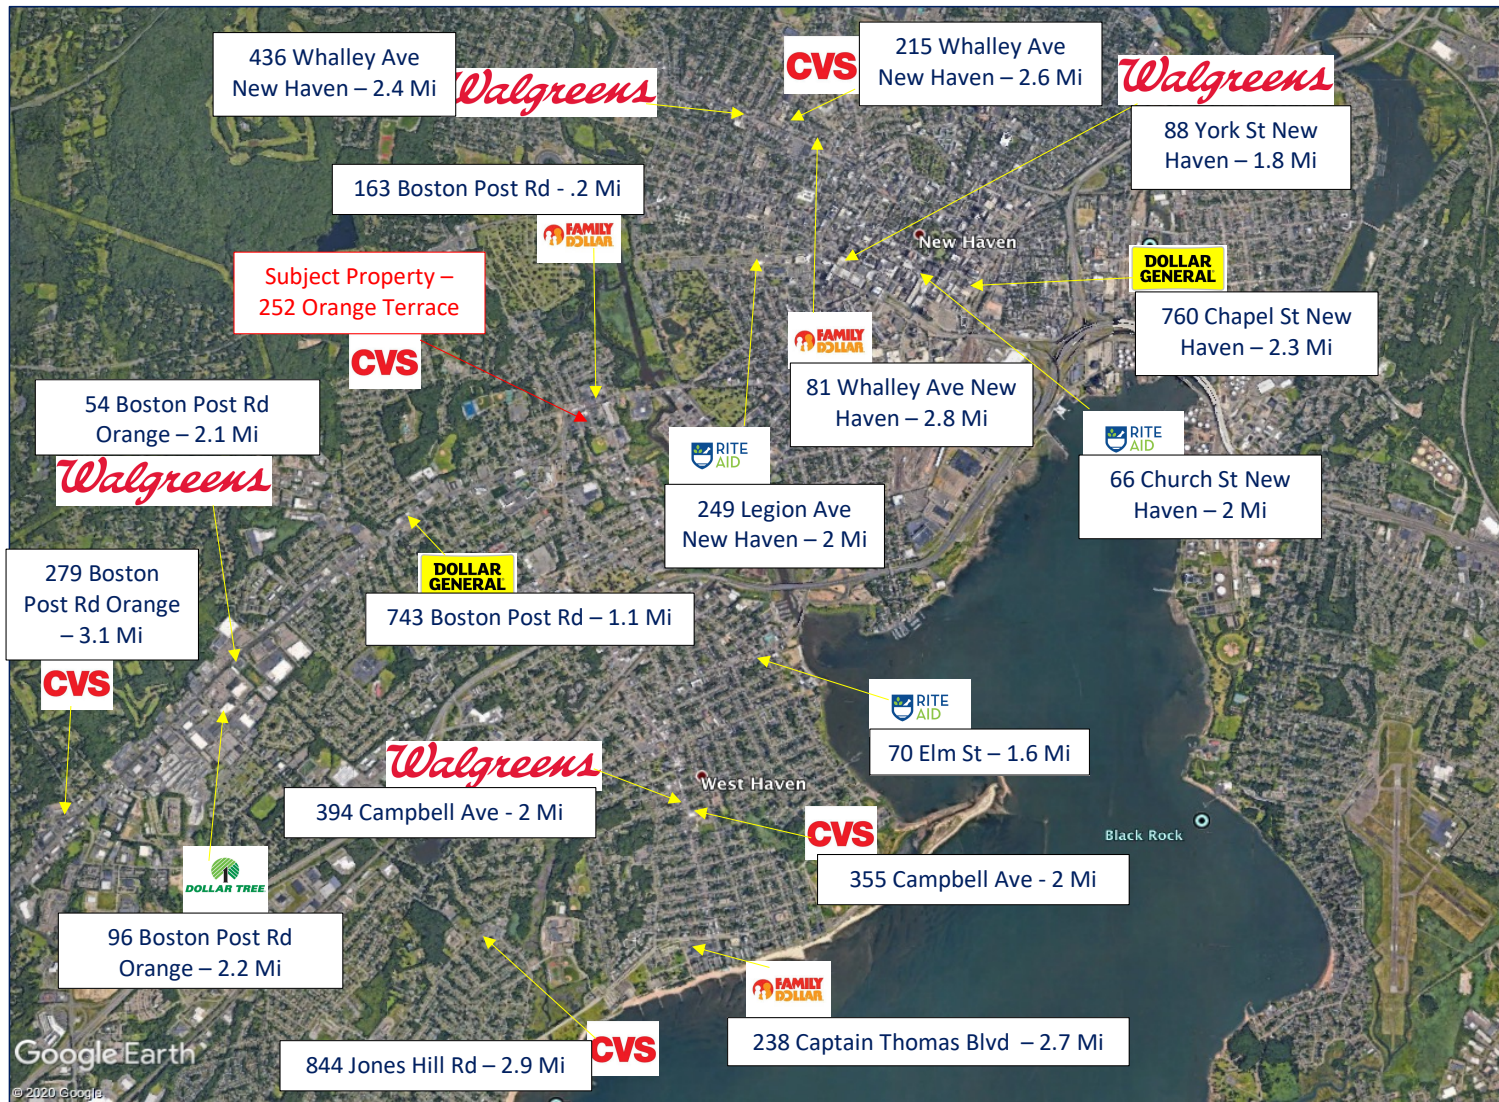 436 Whalley Ave
New Haven – 2.4 Mi
Walgreens
CVS
215 Whalley Ave
New Haven – 2.6 Mi
Walgreens
88 York St New
Haven – 1.8 Mi
163 Boston Post Rd - .2 Mi
FAMILY
DOLLAR
New Haven
DOLLAR
GENERAL
760 Chapel St New
Haven – 2.3 Mi
Subject Property –
252 Orange Terrace
CVS
FAMILY
DOLLAR
81 Whalley Ave New
Haven – 2.8 Mi
54 Boston Post Rd
Orange – 2.1 Mi
Walgreens
RITE
AID
249 Legion Ave
New Haven – 2 Mi
RITE
AID
66 Church St New
Haven – 2 Mi
279 Boston
Post Rd Orange
– 3.1 Mi
CVS
DOLLAR
GENERAL
743 Boston Post Rd – 1.1 Mi
RITE
AID
70 Elm St – 1.6 Mi
Walgreens
394 Campbell Ave - 2 Mi
West Haven
CVS
355 Campbell Ave - 2 Mi
Black Rock
DOLLAR TREE
96 Boston Post Rd
Orange – 2.2 Mi
FAMILY
DOLLAR
238 Captain Thomas Blvd – 2.7 Mi
844 Jones Hill Rd – 2.9 Mi
CVS
Google Earth
© 2020 Google